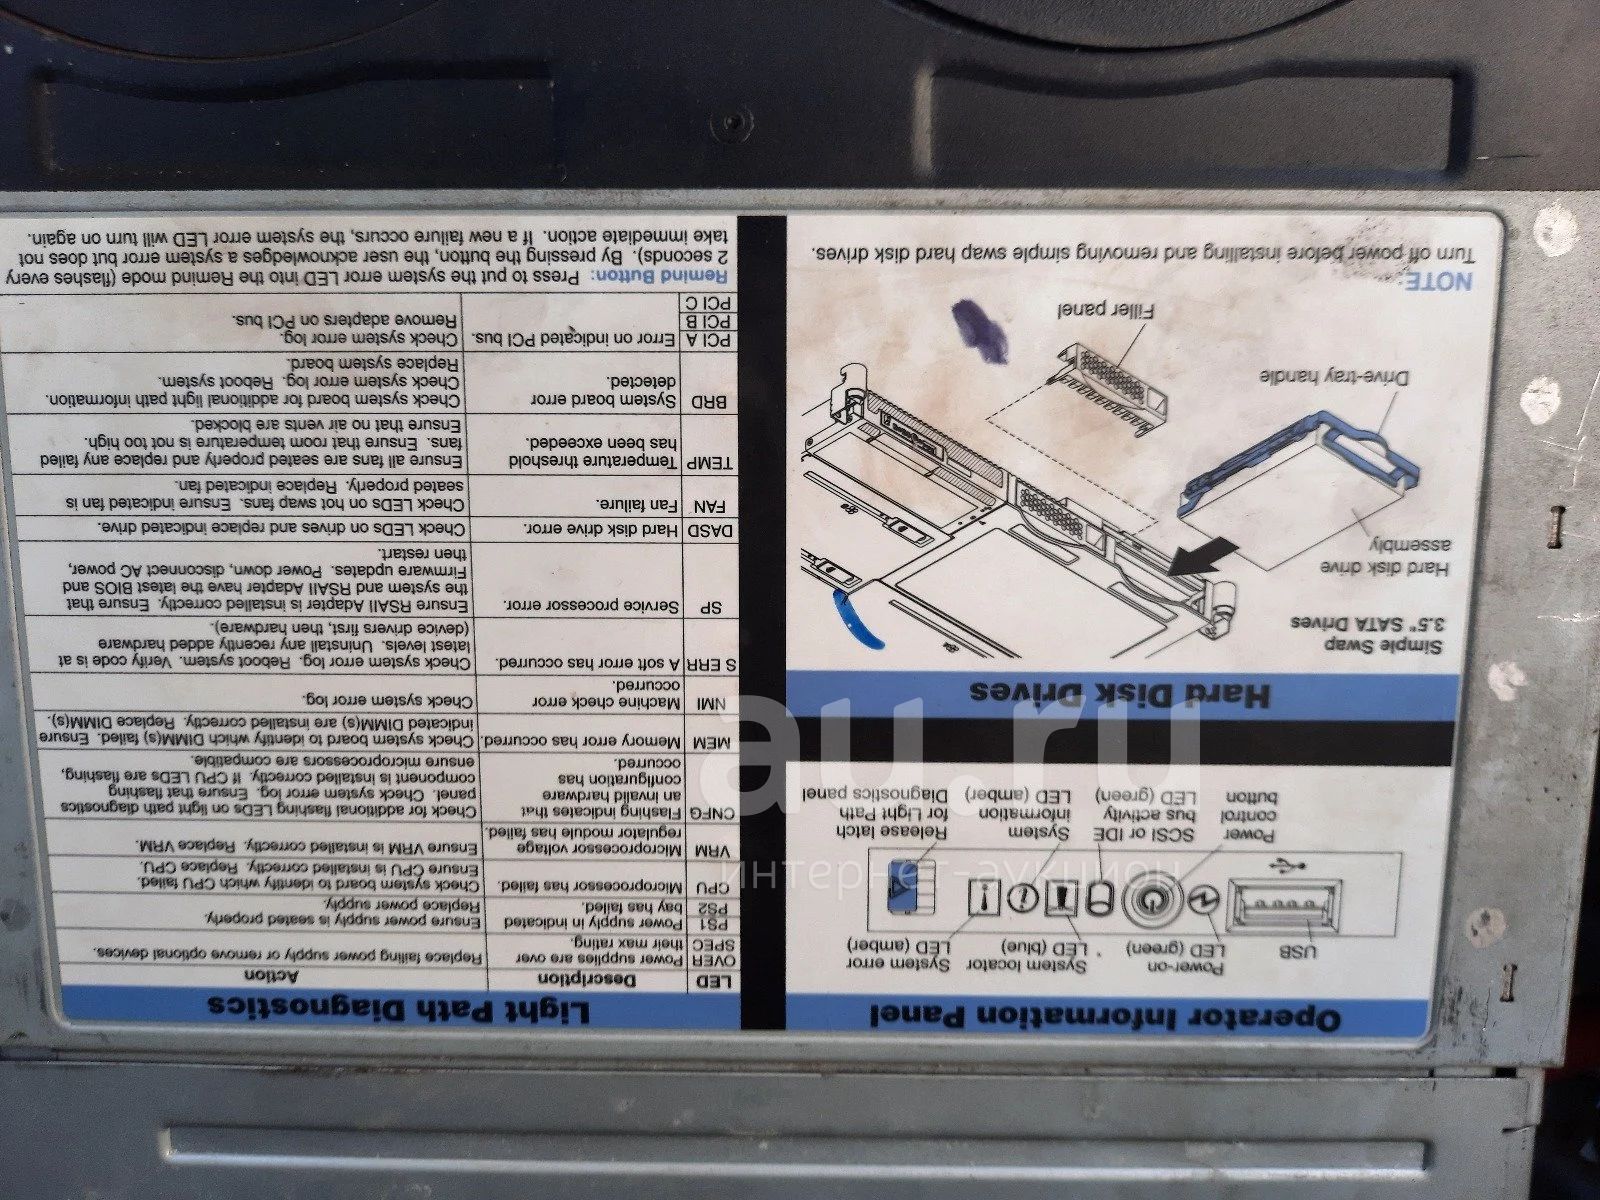 Operator Information Panel
USB
Power-on
LED (green)
System locator
LED (blue)
System error
LED (amber)
Power
control
button
SCSI or IDE
bus activity
LED (green)
System
information
LED (amber)
Release latch
for Light Path
Diagnostics panel
Hard Disk Drives
Simple Swap
3.5" SATA Drives
Hard disk drive
assembly
Drive-tray handle
Filler panel
NOTE:
Turn off power before installing and removing simple swap hard disk drives.
Light Path Diagnostics
LED Description Action
OVER
SPEC
Power supplies are over
their max rating.
Replace failing power supply or remove optional devices.
PS1
PS2
Power supply in indicated
bay has failed.
Ensure power supply is seated properly.
Replace power supply.
CPU
Microprocessor has failed.
Check system board to identify which CPU failed.
Ensure CPU is installed correctly. Replace CPU.
VRM
Microprocessor voltage
regulator module has failed.
Ensure VRM is installed correctly. Replace VRM.
CNFG
Flashing indicates that
an invalid hardware
configuration has
occurred.
Check for additional flashing LEDs on light path diagnostics
panel. Check system error log. Ensure that flashing
component is installed correctly. If CPU LEDs are flashing,
ensure microprocessors are compatible.
MEM
Memory error has occurred.
Check system board to identify which DIMM(s) failed. Ensure
indicated DIMM(s) are installed correctly. Replace DIMM(s).
NMI
Machine check error
occurred.
Check system error log.
S ERR
A soft error has occurred.
Check system error log. Reboot system. Verify code is at
latest levels. Uninstall any recently added hardware
(device drivers first, then hardware).
SP
Service processor error.
Ensure RSAII Adapter is installed correctly. Ensure that
the system and RSAII Adapter have the latest BIOS and
Firmware updates. Power down, disconnect AC power,
then restart.
DASD
Hard disk drive error.
Check LEDs on drives and replace indicated drive.
FAN
Fan failure.
Check LEDs on hot swap fans. Ensure indicated fan is
seated properly. Replace indicated fan.
TEMP
Temperature threshold
has been exceeded.
Ensure all fans are seated properly and replace any failed
fans. Ensure that room temperature is not too high.
Ensure that no air vents are blocked.
BRD
System board error
detected.
Check system board for additional light path information.
Check system error log. Reboot system.
Replace system board.
PCI A
PCI B
PCI C
Error on indicated PCI bus.
Check system error log.
Remove adapters on PCI bus.
Remind Button: Press to put the system error LED into the Remind mode (flashes every
2 seconds). By pressing the button, the user acknowledges a system error but does not
take immediate action. If a new failure occurs, the system error LED will turn on again.
au.ru
интернет-аукцион